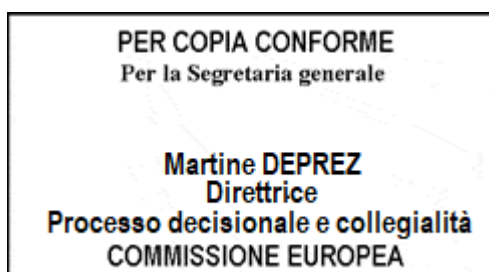 PER COPIA CONFORME
Per la Segretaria generale
Martine DEPREZ
Direttrice
Processo decisionale e collegialità
COMMISSIONE EUROPEA